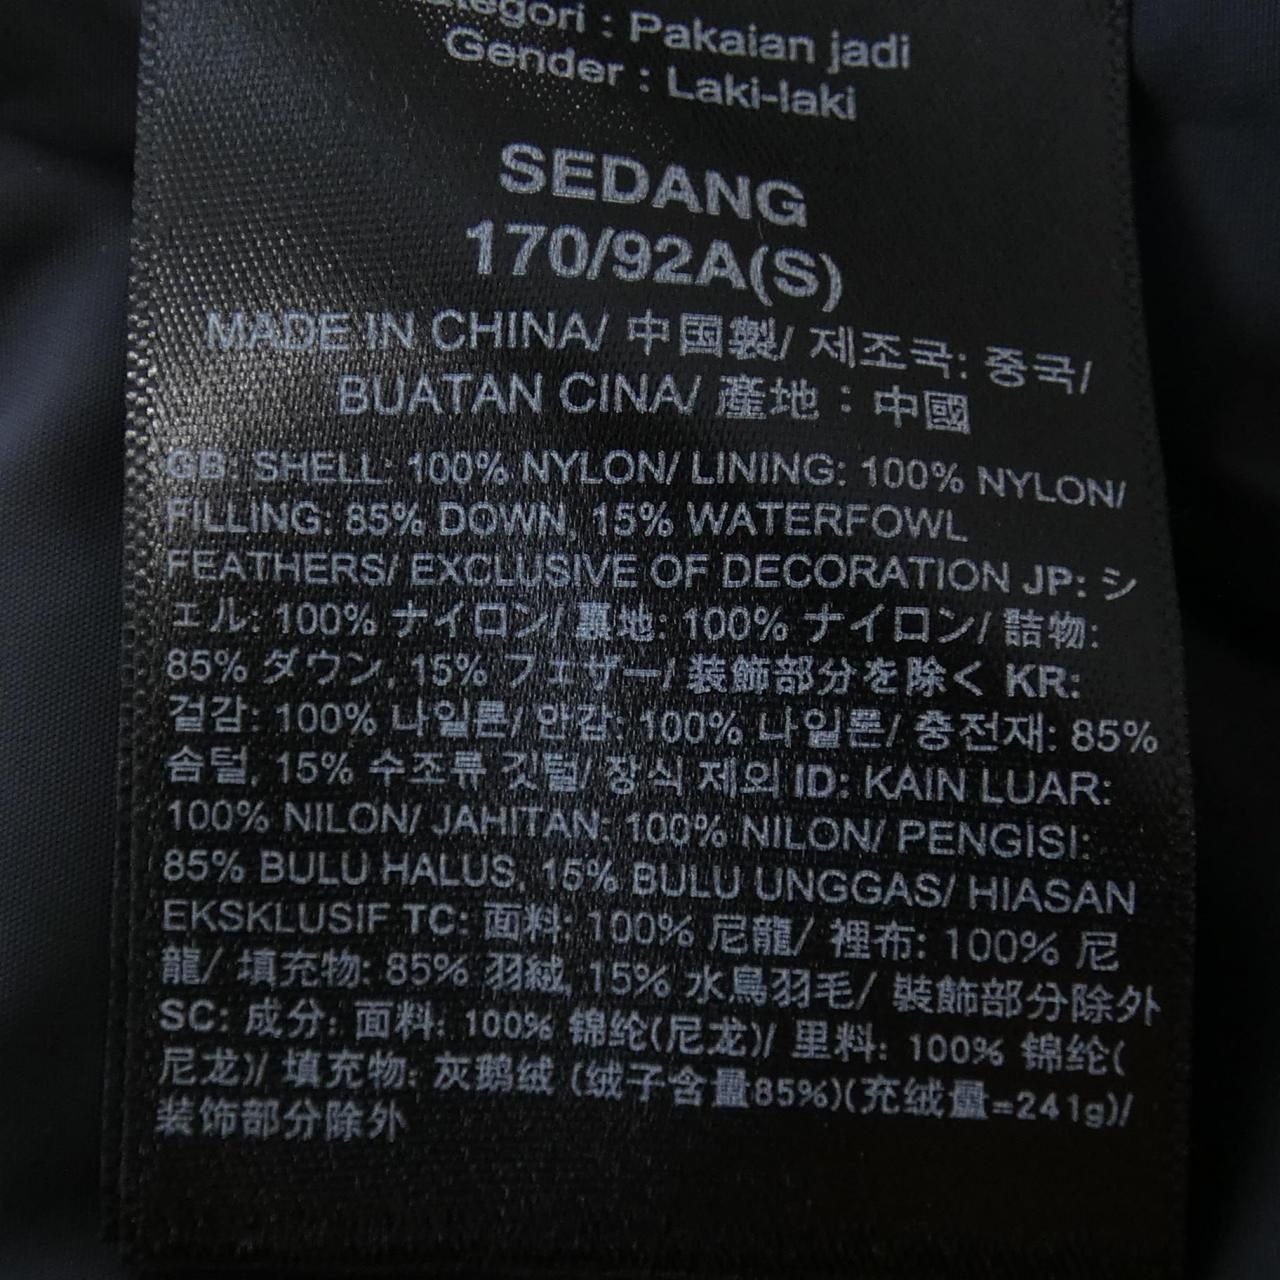 ategori : Pakaian jadi
Gender : Laki-laki
SEDANG
170/92A(S)
MADE IN CHINA/ 中国製/ 제조국: 중국/
BUATAN CINA/ 產地：中國
GB: SHELL: 100% NYLON/ LINING: 100% NYLON/
FILLING: 85% DOWN, 15% WATERFOWL
FEATHERS/ EXCLUSIVE OF DECORATION JP: シ
ェル: 100% ナイロン/ 裏地: 100% ナイロン/ 詰物:
85% ダウン, 15% フェザー/ 装飾部分を除く KR:
겉감: 100% 나일론/ 안감: 100% 나일론/ 충전재: 85%
솜털, 15% 수조류 깃털/ 장식 제외 ID: KAIN LUAR:
100% NILON/ JAHITAN: 100% NILON/ PENGISI:
85% BULU HALUS, 15% BULU UNGGAS/ HIASAN
EKSKLUSIF TC: 面料: 100% 尼龍/ 裡布: 100% 尼
龍/ 填充物: 85% 羽絨, 15% 水鳥羽毛/ 裝飾部分除外
SC: 成分: 面料: 100% 锦纶(尼龙)/ 里料: 100% 锦纶(
尼龙)/ 填充物: 灰鹅绒 (绒子含量85%)(充绒量=241g)/
装饰部分除外